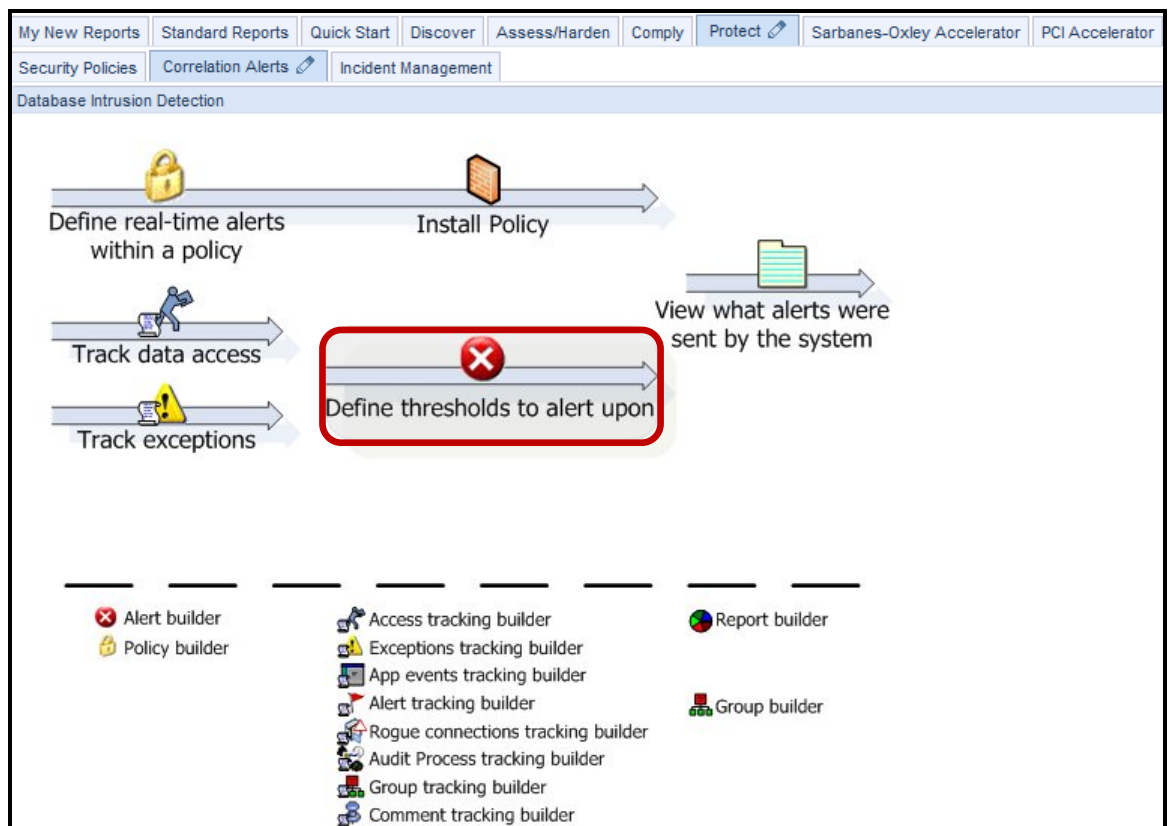 My New Reports Standard Reports Quick Start Discover Assess/Harden Comply Protect Sarbanes-Oxley Accelerator PCI Accelerator
Security Policies Correlation Alerts Incident Management
Database Intrusion Detection
Define real-time alerts
within a policy
Install Policy
Track data access
Track exceptions
Define thresholds to alert upon
View what alerts were
sent by the system
Alert builder
Policy builder
Access tracking builder
Exceptions tracking builder
App events tracking builder
Alert tracking builder
Rogue connections tracking builder
Audit Process tracking builder
Group tracking builder
Comment tracking builder
Report builder
Group builder